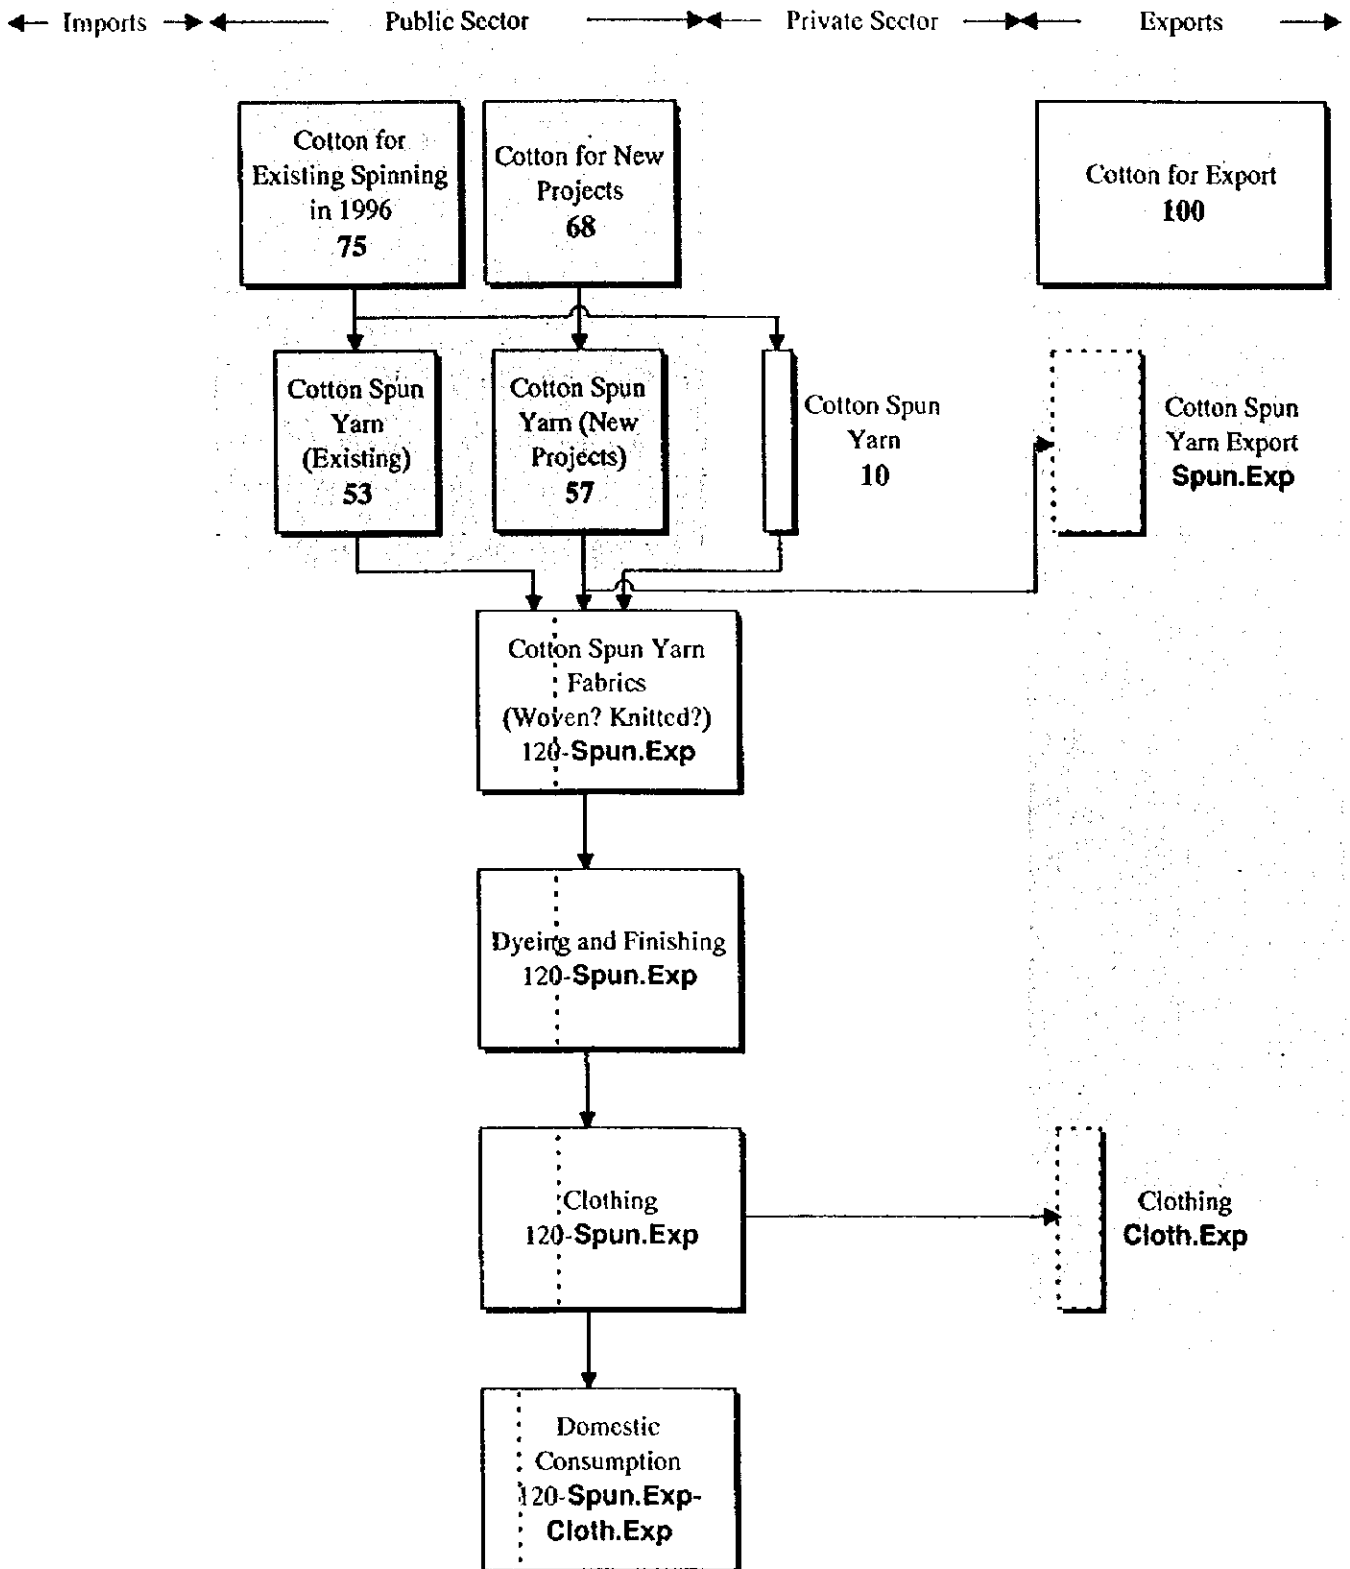 Imports Public Sector Private Sector Exports
Cotton for
Existing Spinning
in 1996
75
Cotton for New
Projects
68
Cotton for Export
100
Cotton Spun
Yarn
(Existing)
53
Cotton Spun
Yarn (New
Projects)
57
Cotton Spun
Yarn
10
Cotton Spun
Yarn Export
Spun.Exp
Cotton Spun Yarn
Fabrics
(Woven? Knitted?)
120-Spun.Exp
Dyeing and Finishing
120-Spun.Exp
Clothing
120-Spun.Exp
Clothing
Cloth.Exp
Domestic
Consumption
120-Spun.Exp-
Cloth.Exp